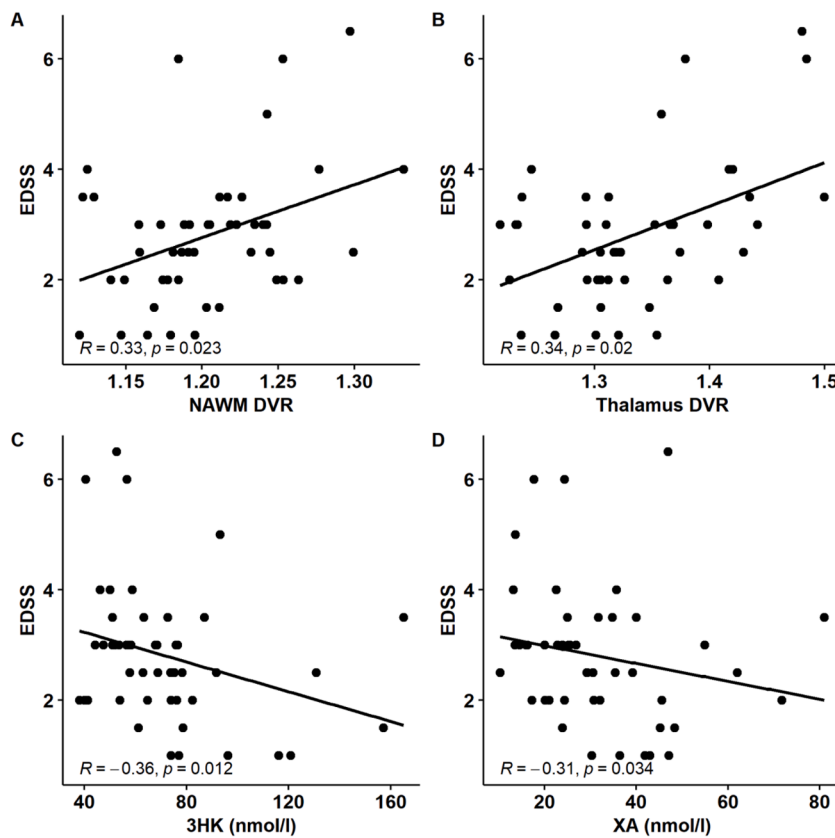 A
B
6
4
2
EDSS
R = 0.33, p = 0.023
1.15 1.20 1.25 1.30
NAWM DVR
6
4
2
EDSS
R = 0.34, p = 0.02
1.3 1.4 1.5
Thalamus DVR
C
D
6
4
2
EDSS
R = −0.36, p = 0.012
40 80 120 160
3HK (nmol/l)
6
4
2
EDSS
R = −0.31, p = 0.034
20 40 60 80
XA (nmol/l)